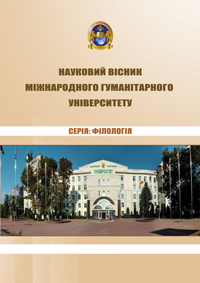 НАУКОВИЙ ВІСНИК
МІЖНАРОДНОГО ГУМАНІТАРНОГО
УНІВЕРСИТЕТУ
СЕРІЯ: ФІЛОЛОГІЯ